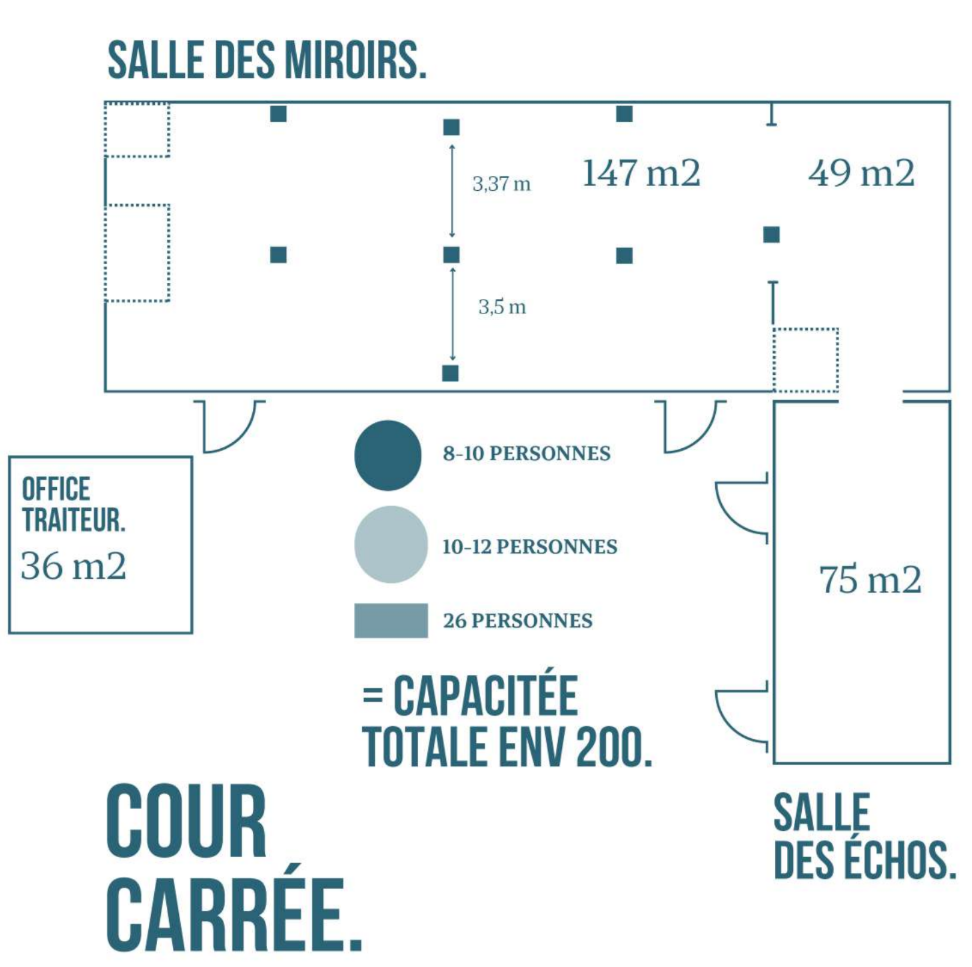 SALLE DES MIROIRS.
3,37 m
147 m2
49 m2
3,5 m
8-10 PERSONNES
OFFICE
TRAITEUR.
36 m2
10-12 PERSONNES
75 m2
26 PERSONNES
= CAPACITÉE
TOTALE ENV 200.
COUR
CARRÉE.
SALLE
DES ÉCHOS.